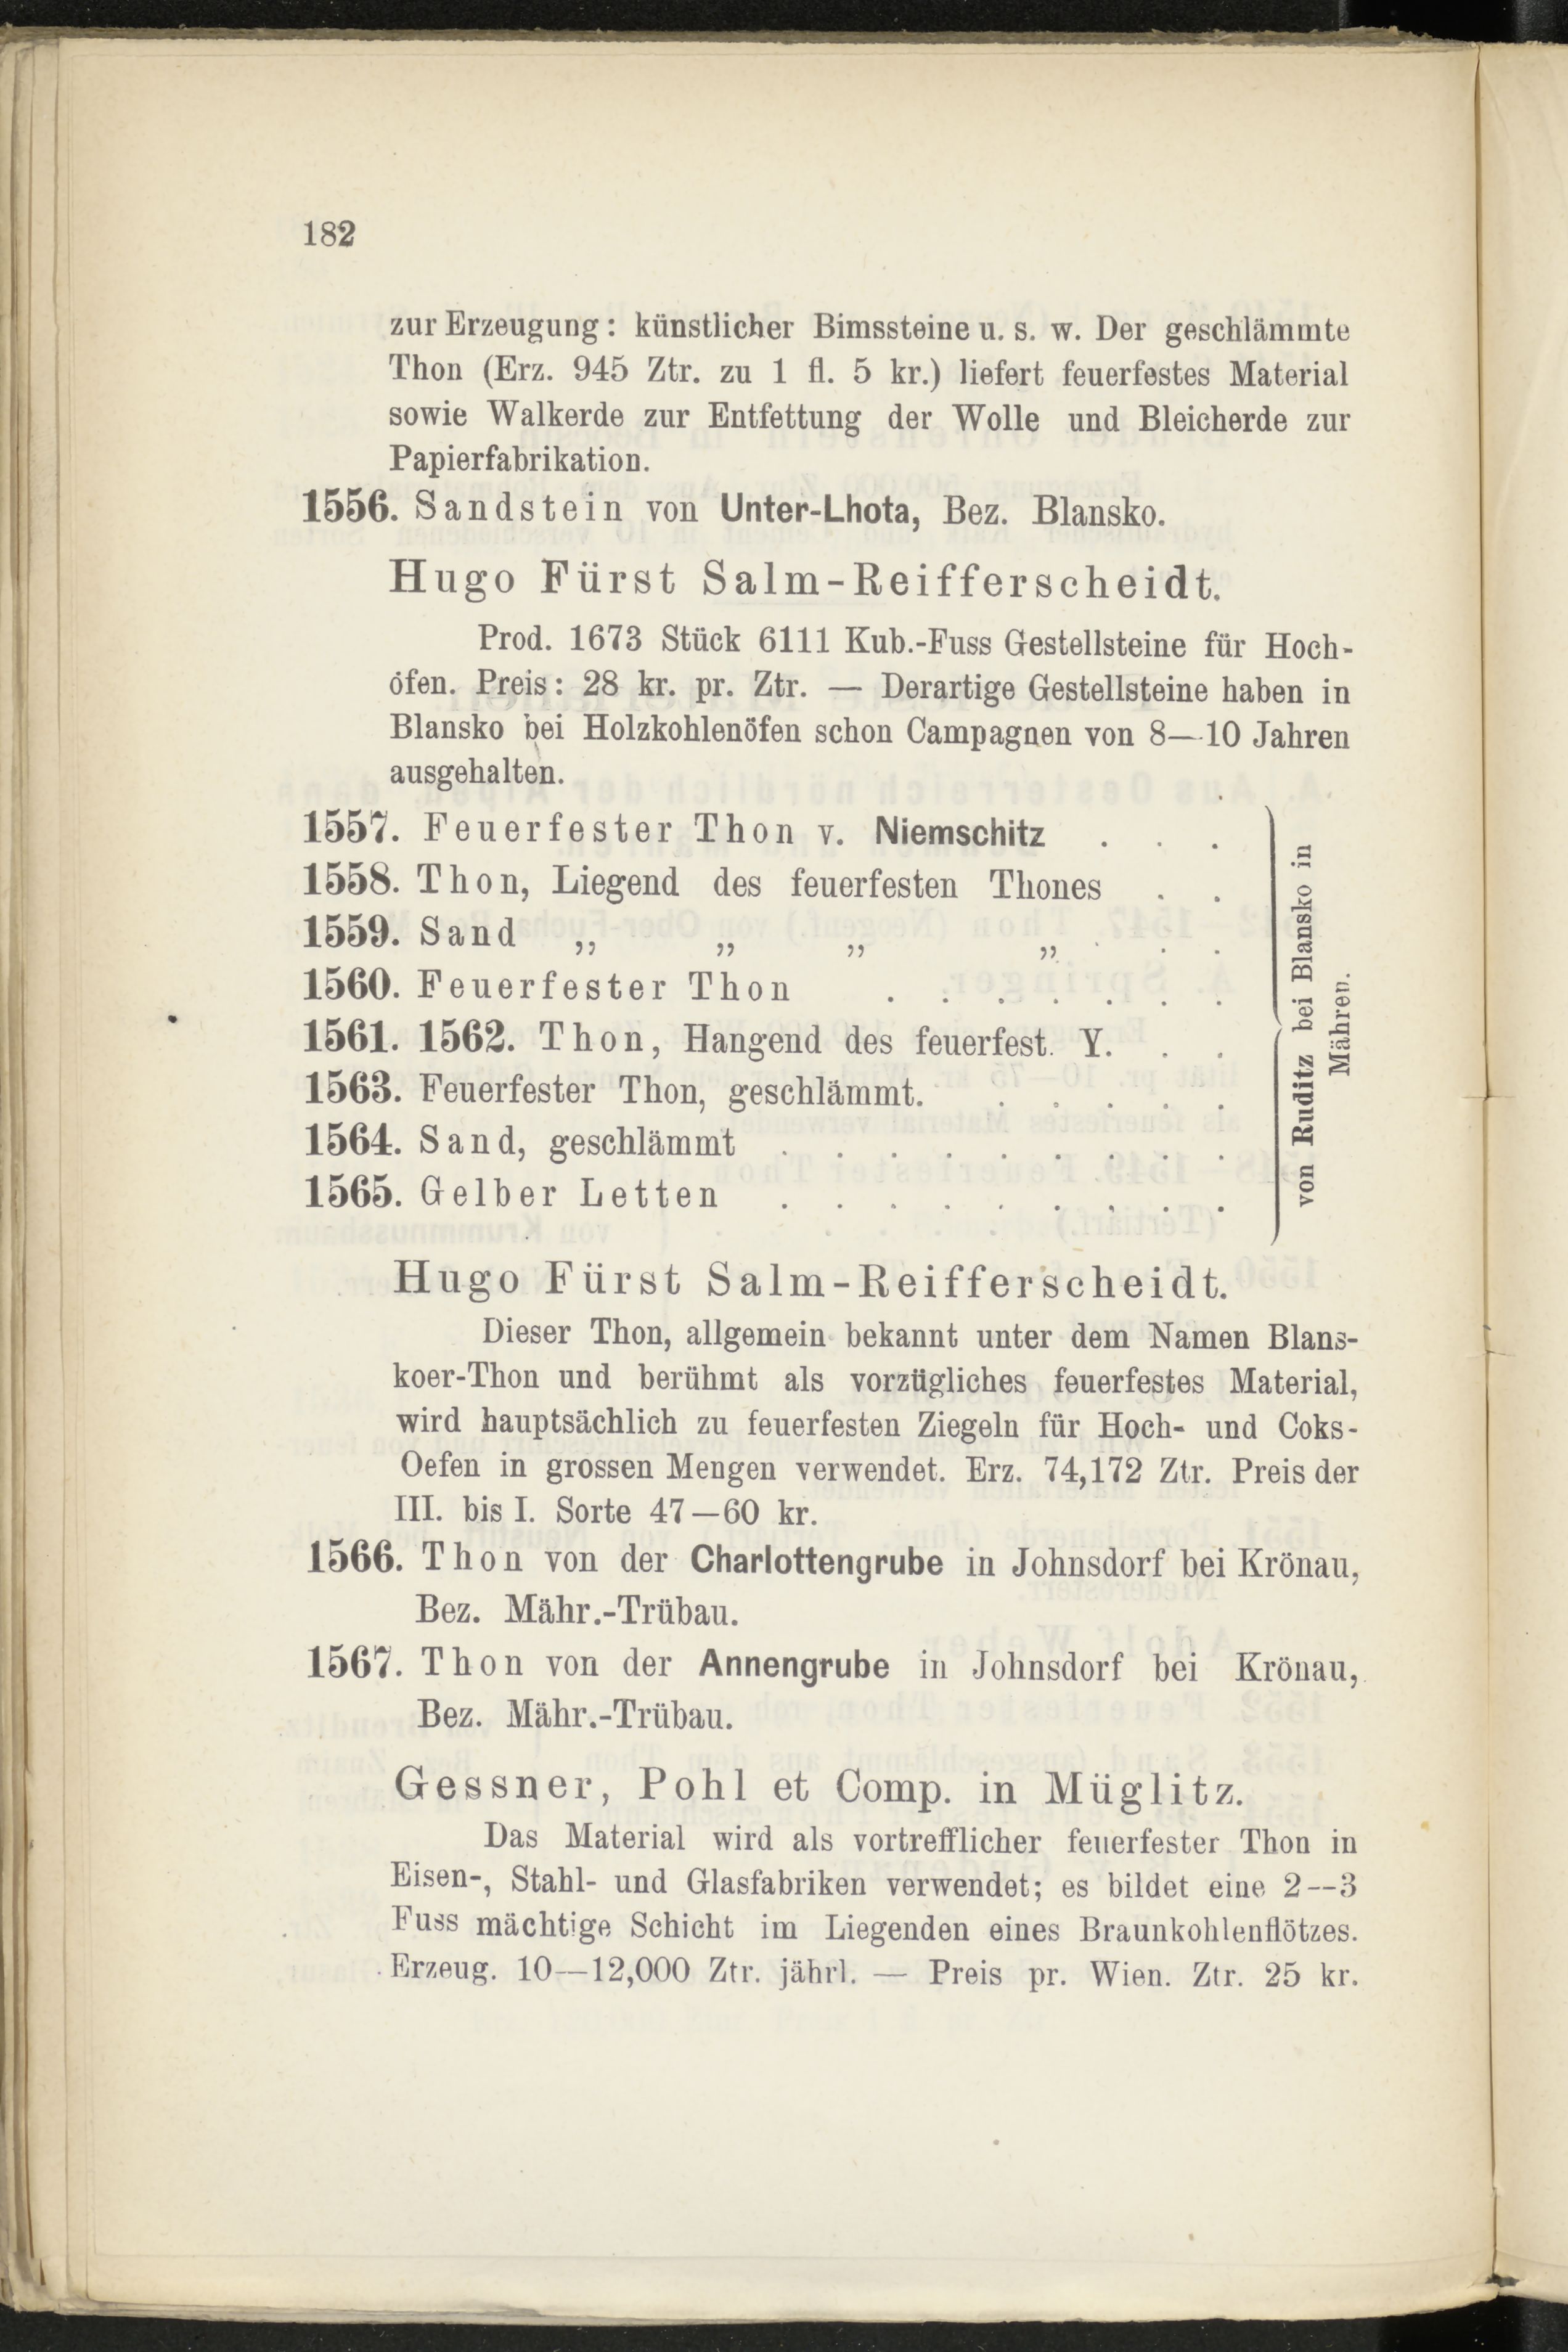 182
zur Erzeugung: künstlicher Bimssteine u. s. w. Der geschlämmte
Thon (Erz. 945 Ztr. zu 1 fl. 5 kr.) liefert feuerfestes Material
sowie Walkerde zur Entfettung der Wolle und Bleicherde zur
Papierfabrikation.
1556. Sandstein von Unter-Lhota, Bez. Blansko.
Hugo Fürst Salm-Reifferscheidt.
Prod. 1673 Stück 6111 Kub.-Fuss Gestellsteine für Hoch-
öfen. Preis: 28 kr. pr. Ztr. — Derartige Gestellsteine haben in
Blansko bei Holzkohlenöfen schon Campagnen von 8—10 Jahren
ausgehalten.
1557. Feuerfester Thon v. Niemschitz . . .
1558. Thon, Liegend des feuerfesten Thones . .
1559. Sand „ „ „ „ . . .
1560. Feuerfester Thon . . . . . . .
1561. 1562. Thon, Hangend des feuerfest. Y. . .
1563. Feuerfester Thon, geschlämmt. . . . . .
1564. Sand, geschlämmt . . . . . . . . .
1565. Gelber Letten . . . . . . . . .
von Ruditz bei Blansko in
Mähren.
Hugo Fürst Salm-Reifferscheidt.
Dieser Thon, allgemein bekannt unter dem Namen Blans-
koer-Thon und berühmt als vorzügliches feuerfestes Material,
wird hauptsächlich zu feuerfesten Ziegeln für Hoch- und Coks-
Oefen in grossen Mengen verwendet. Erz. 74,172 Ztr. Preis der
III. bis I. Sorte 47—60 kr.
1566. Thon von der Charlottengrube in Johnsdorf bei Krönau,
Bez. Mähr.-Trübau.
1567. Thon von der Annengrube in Johnsdorf bei Krönau,
Bez. Mähr.-Trübau.
Gessner, Pohl et Comp. in Müglitz.
Das Material wird als vortrefflicher feuerfester Thon in
Eisen-, Stahl- und Glasfabriken verwendet; es bildet eine 2—3
Fuss mächtige Schicht im Liegenden eines Braunkohlenflötzes.
Erzeug. 10—12,000 Ztr. jährl. — Preis pr. Wien. Ztr. 25 kr.